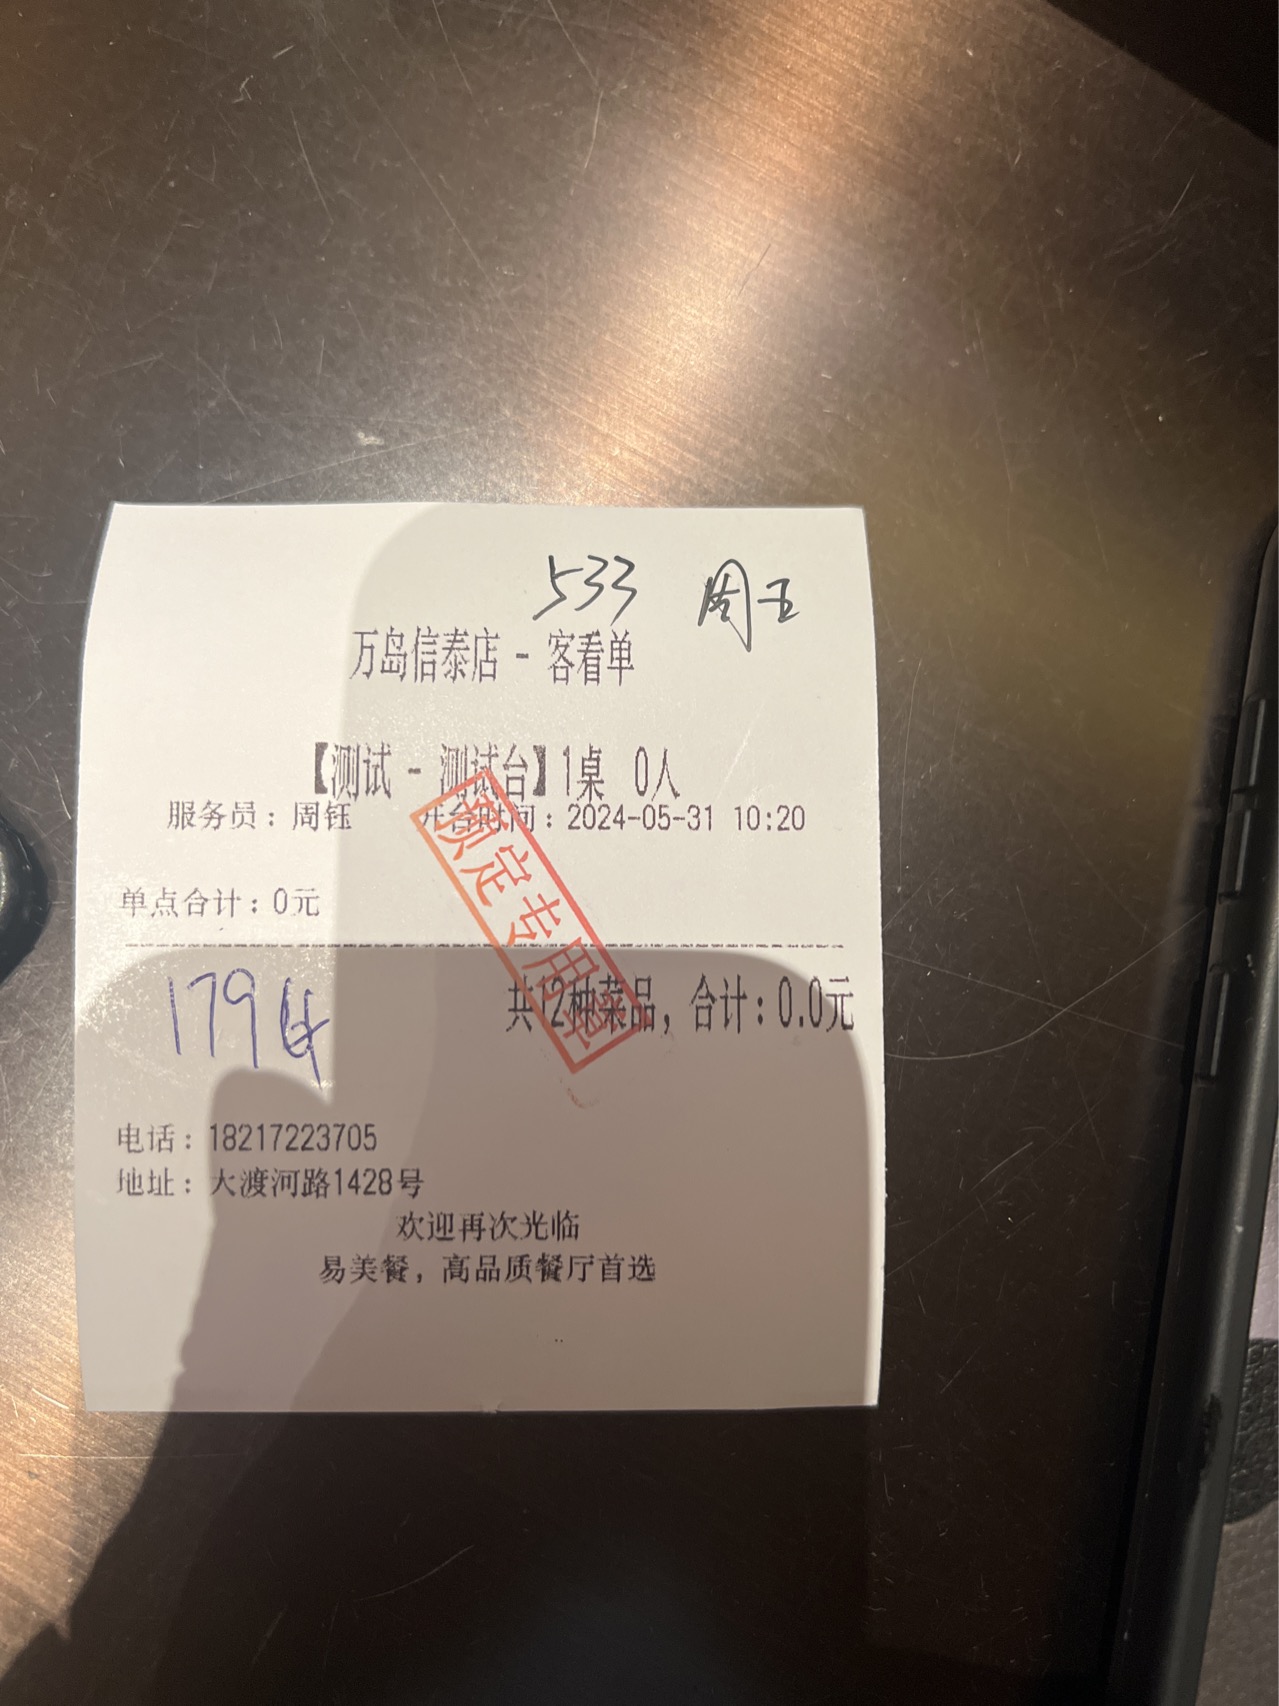 533 周玉
万岛信泰店 - 客看单
【测试 - 测试台】1桌 0人
服务员：周钰 开台时间：2024-05-31 10:20
预定专用章
单点合计：0元
179
共12种菜品，合计：0.0元
电话：18217223705
地址：大渡河路1428号
欢迎再次光临
易美餐，高品质餐厅首选